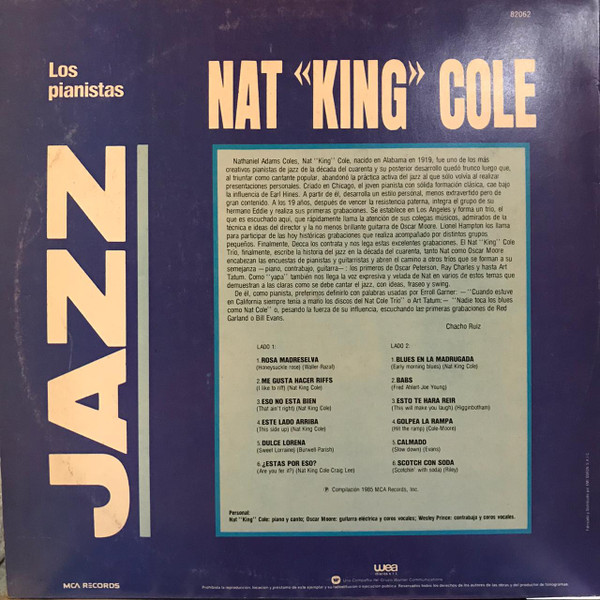 82062
Los
pianistas
NAT “KING” COLE
JAZZ
Nathaniel Adams Coles, Nat "King" Cole, nacido en Alabama en 1919, fue uno de los más
creativos pianistas de jazz de la década del cuarenta y su posterior desarrollo quedó trunco luego que,
al triunfar como cantante popular, abandonó la práctica activa del jazz al que sólo volvía al realizar
presentaciones personales. Criado en Chicago, el joven pianista con sólida formación clásica, cae bajo
la influencia de Earl Hines. A partir de él, desarrolla un estilo personal, menos extravertido pero de
gran contenido. A los 19 años, después de vencer la resistencia paterna, integra el grupo de su
hermano Eddie y realiza sus primeras grabaciones. Se establece en Los Angeles y forma un trío, el
que es escuchado aquí, que rápidamente llama la atención de sus colegas músicos, admirados de la
técnica e ideas del director y la no menos brillante guitarra de Oscar Moore. Lionel Hampton los llama
para participar de las hoy históricas grabaciones que realiza acompañado por distintos grupos
pequeños. Finalmente, Decca los contrata y nos lega estas excelentes grabaciones. El Nat "King" Cole
Trio, finalmente, escribe la historia del jazz en la década del cuarenta, tanto Nat como Oscar Moore
encabezan las encuestas de pianistas y guitarristas y abren el camino a otros tríos que se forman a su
semejanza —piano, contrabajo, guitarra—: los primeros de Oscar Peterson, Ray Charles y hasta Art
Tatum. Como "yapa" también nos llega la voz expresiva y velada de Nat en varios de estos temas que
demuestran a las claras como se debe cantar el jazz, con ideas, fraseo y swing.
De él, como pianista, preferimos definirlo con palabras usadas por Erroll Garner: —"Cuando estuve
en California siempre tenía a mano los discos del Nat Cole Trio" o Art Tatum: — "Nadie toca los blues
como Nat Cole" o, pesando la fuerza de su influencia, escuchando las primeras grabaciones de Red
Garland o Bill Evans.
Chacho Ruiz
LADO 1:
1. ROSA MADRESELVA
(Honeysuckle rose) (Waller-Razaf)
2. ME GUSTA HACER RIFFS
(I like to riff) (Nat King Cole)
3. ESO NO ESTA BIEN
(That ain't right) (Nat King Cole)
4. ESTE LADO ARRIBA
(This side up) (Nat King Cole)
5. DULCE LORENA
(Sweet Lorraine) (Burwell-Parish)
6. ¿ESTAS POR ESO?
(Are you fer it?) (Nat King Cole Craig Lee)
LADO 2:
1. BLUES EN LA MADRUGADA
(Early morning blues) (Nat King Cole)
2. BABS
(Fred Ahlert-Joe Young)
3. ESTO TE HARA REIR
(This will make you laugh) (Higginbotham)
4. GOLPEA LA RAMPA
(Hit the ramp) (Cole-Moore)
5. CALMADO
(Slow down) (Evans)
6. SCOTCH CON SODA
(Scotchin' with soda) (Riley)
℗ Compilación 1985 MCA Records, Inc.
Personal:
Nat "King" Cole: piano y canto; Oscar Moore: guitarra eléctrica y coros vocales; Wesley Prince: contrabajo y coros vocales.
MCA RECORDS
wea
Una Compañía del Grupo Warner Communications
Prohibida la reproducción